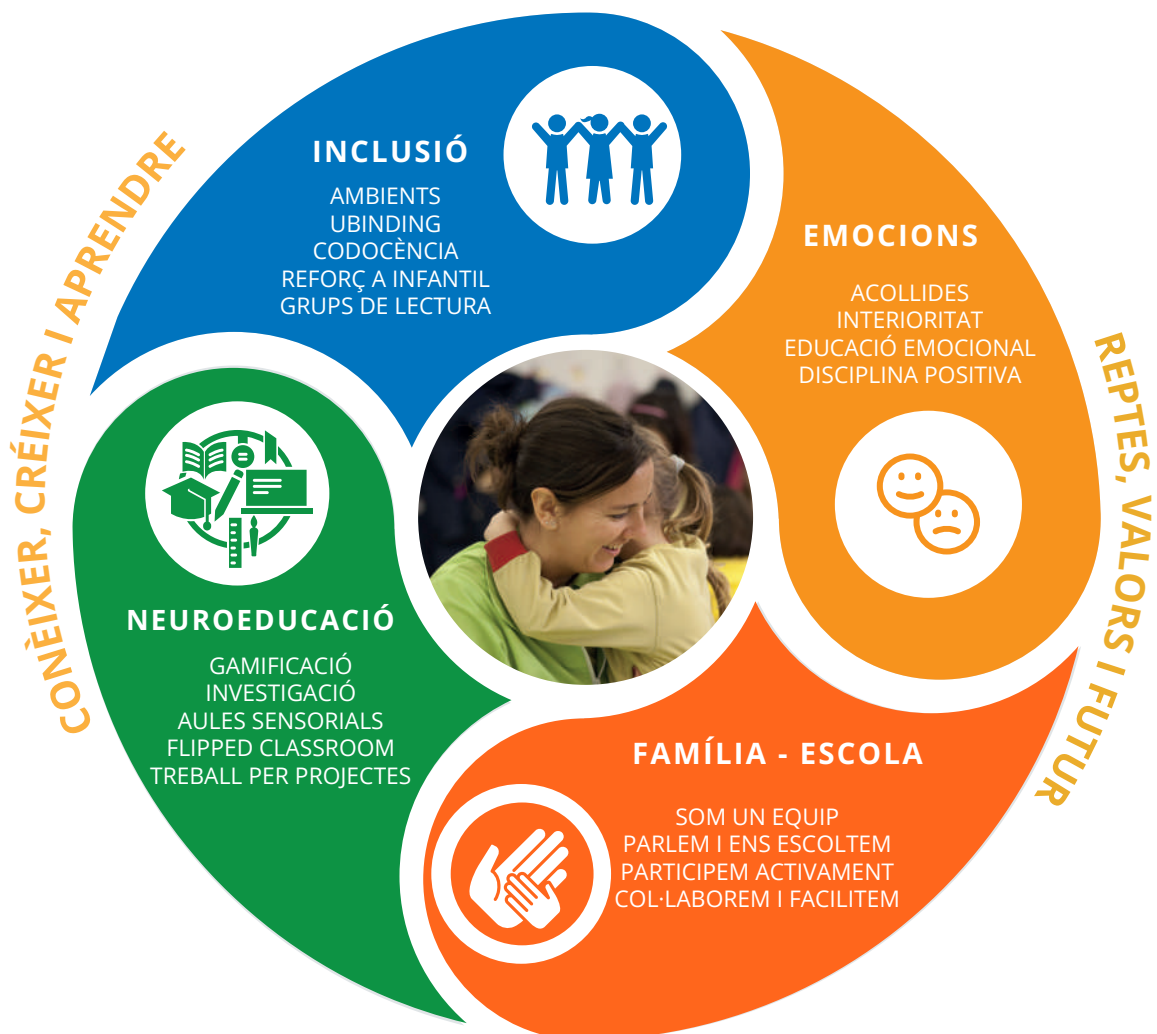 CONÈIXER, CRÉIXER I APRENDRE
INCLUSIÓ
AMBIENTS
UBINDING
CODOCÈNCIA
REFORÇ A INFANTIL
GRUPS DE LECTURA
EMOCIONS
ACOLLIDES
INTERIORITAT
EDUCACIÓ EMOCIONAL
DISCIPLINA POSITIVA
REPTES, VALORS I FUTUR
NEUROEDUCACIÓ
GAMIFICACIÓ
INVESTIGACIÓ
AULES SENSORIALS
FLIPPED CLASSROOM
TREBALL PER PROJECTES
FAMÍLIA - ESCOLA
SOM UN EQUIP
PARLEM I ENS ESCOLTEM
PARTICIPEM ACTIVAMENT
COL·LABOREM I FACILITEM